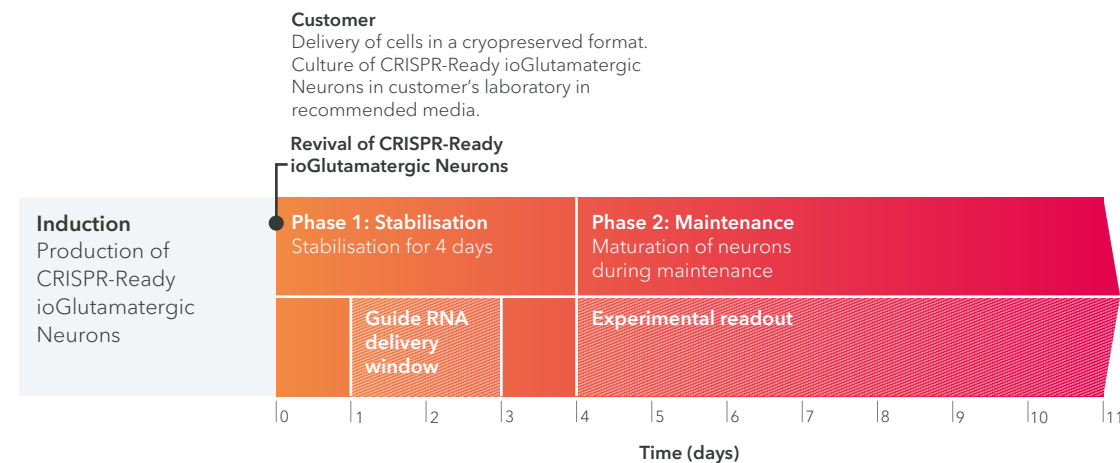 Customer
Delivery of cells in a cryopreserved format.
Culture of CRISPR-Ready ioGlutamatergic
Neurons in customer's laboratory in
recommended media.
Revival of CRISPR-Ready
ioGlutamatergic Neurons
Induction
Production of
CRISPR-Ready
ioGlutamatergic
Neurons
Phase 1: Stabilisation
Stabilisation for 4 days
Phase 2: Maintenance
Maturation of neurons
during maintenance
Guide RNA
delivery
window
Experimental readout
0 1 2 3 4 5 6 7 8 9 10 11
Time (days)